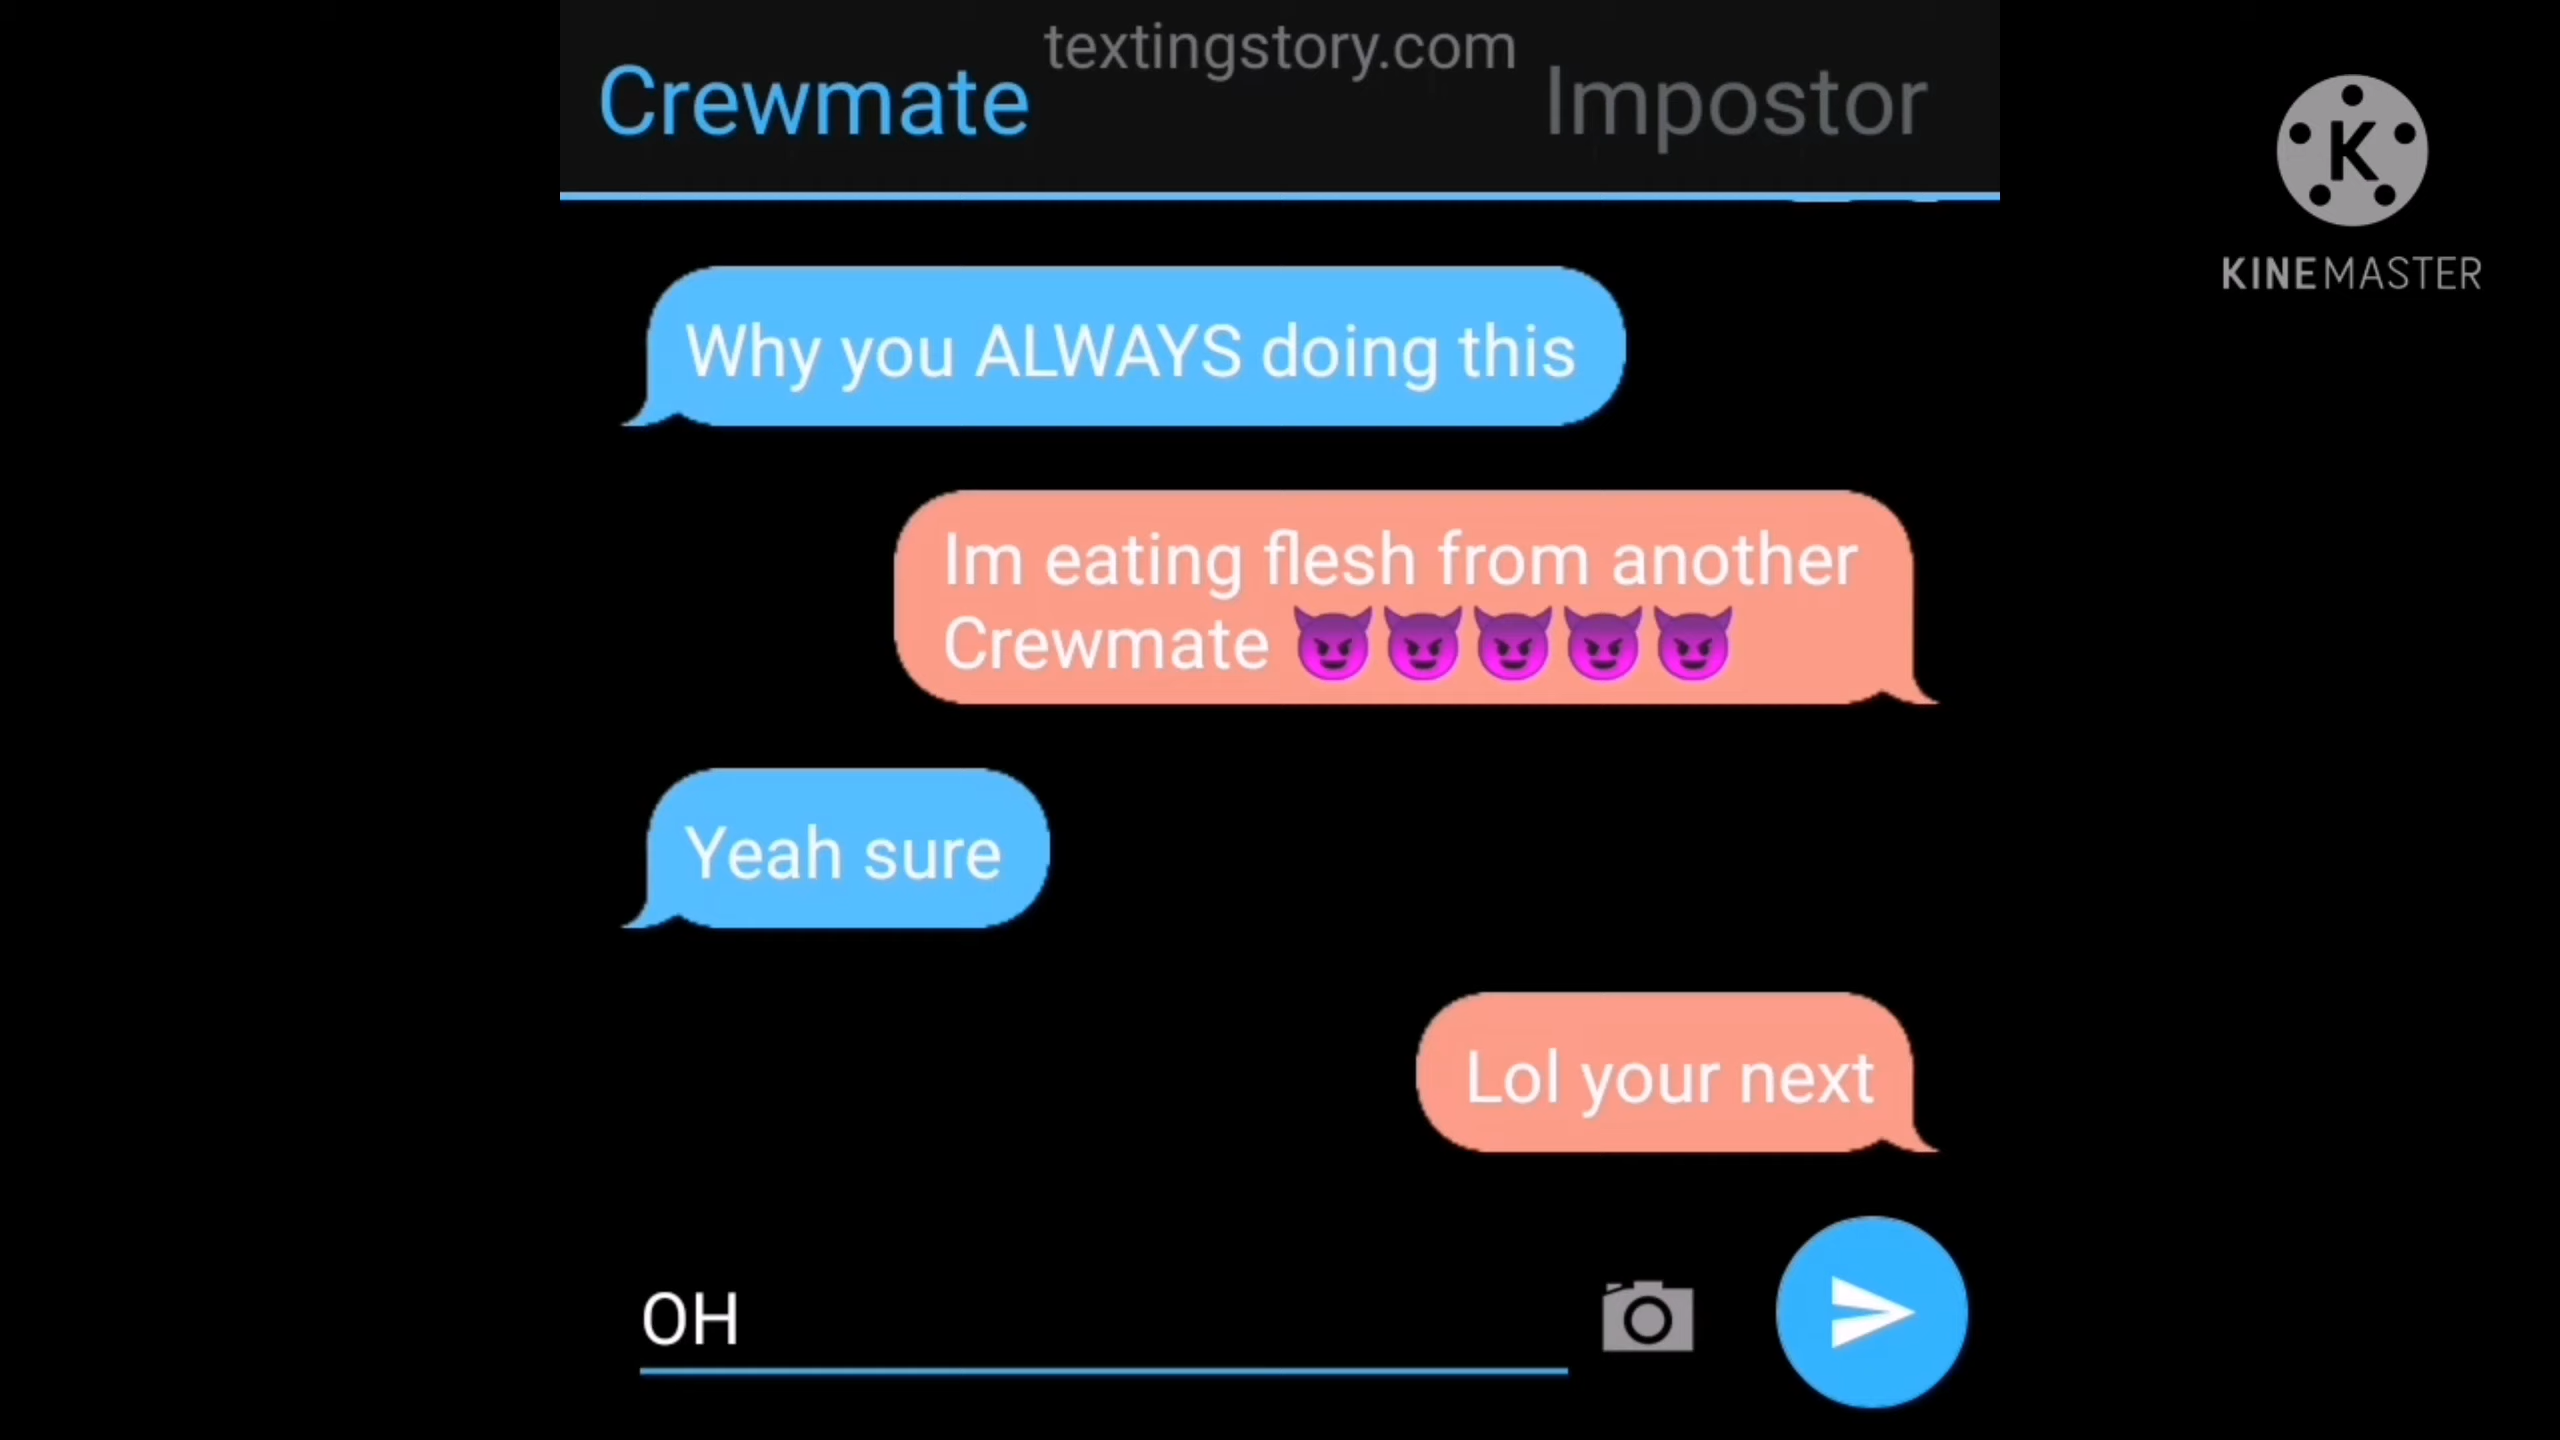 textingstory.com
Crewmate
Impostor
K
KINEMASTER
Why you ALWAYS doing this
Im eating flesh from another
Crewmate 😈😈😈😈😈
Yeah sure
Lol your next
OH